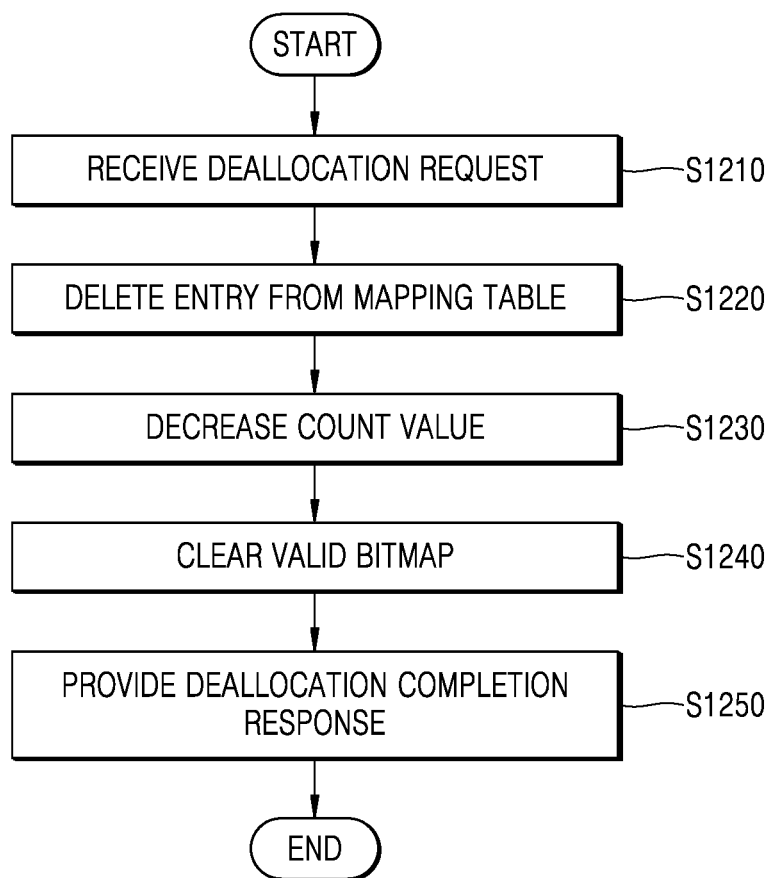 START
RECEIVE DEALLOCATION REQUEST
S1210
DELETE ENTRY FROM MAPPING TABLE
S1220
DECREASE COUNT VALUE
S1230
CLEAR VALID BITMAP
S1240
PROVIDE DEALLOCATION COMPLETION
RESPONSE
S1250
END